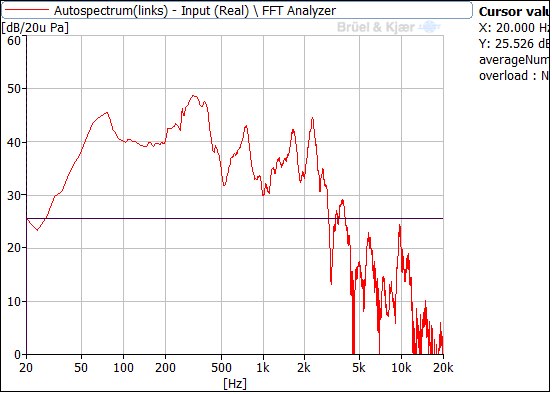 Autospectrum(links) - Input (Real) \ FFT Analyzer
Cursor valu
[dB/20u Pa]
Brüel & Kjær
X: 20.000 Hz
Y: 25.526 dB
averageNum
overload : N
60
50
40
30
20
10
0
20 50 100 200 500 1k 2k 5k 10k 20k
[Hz]